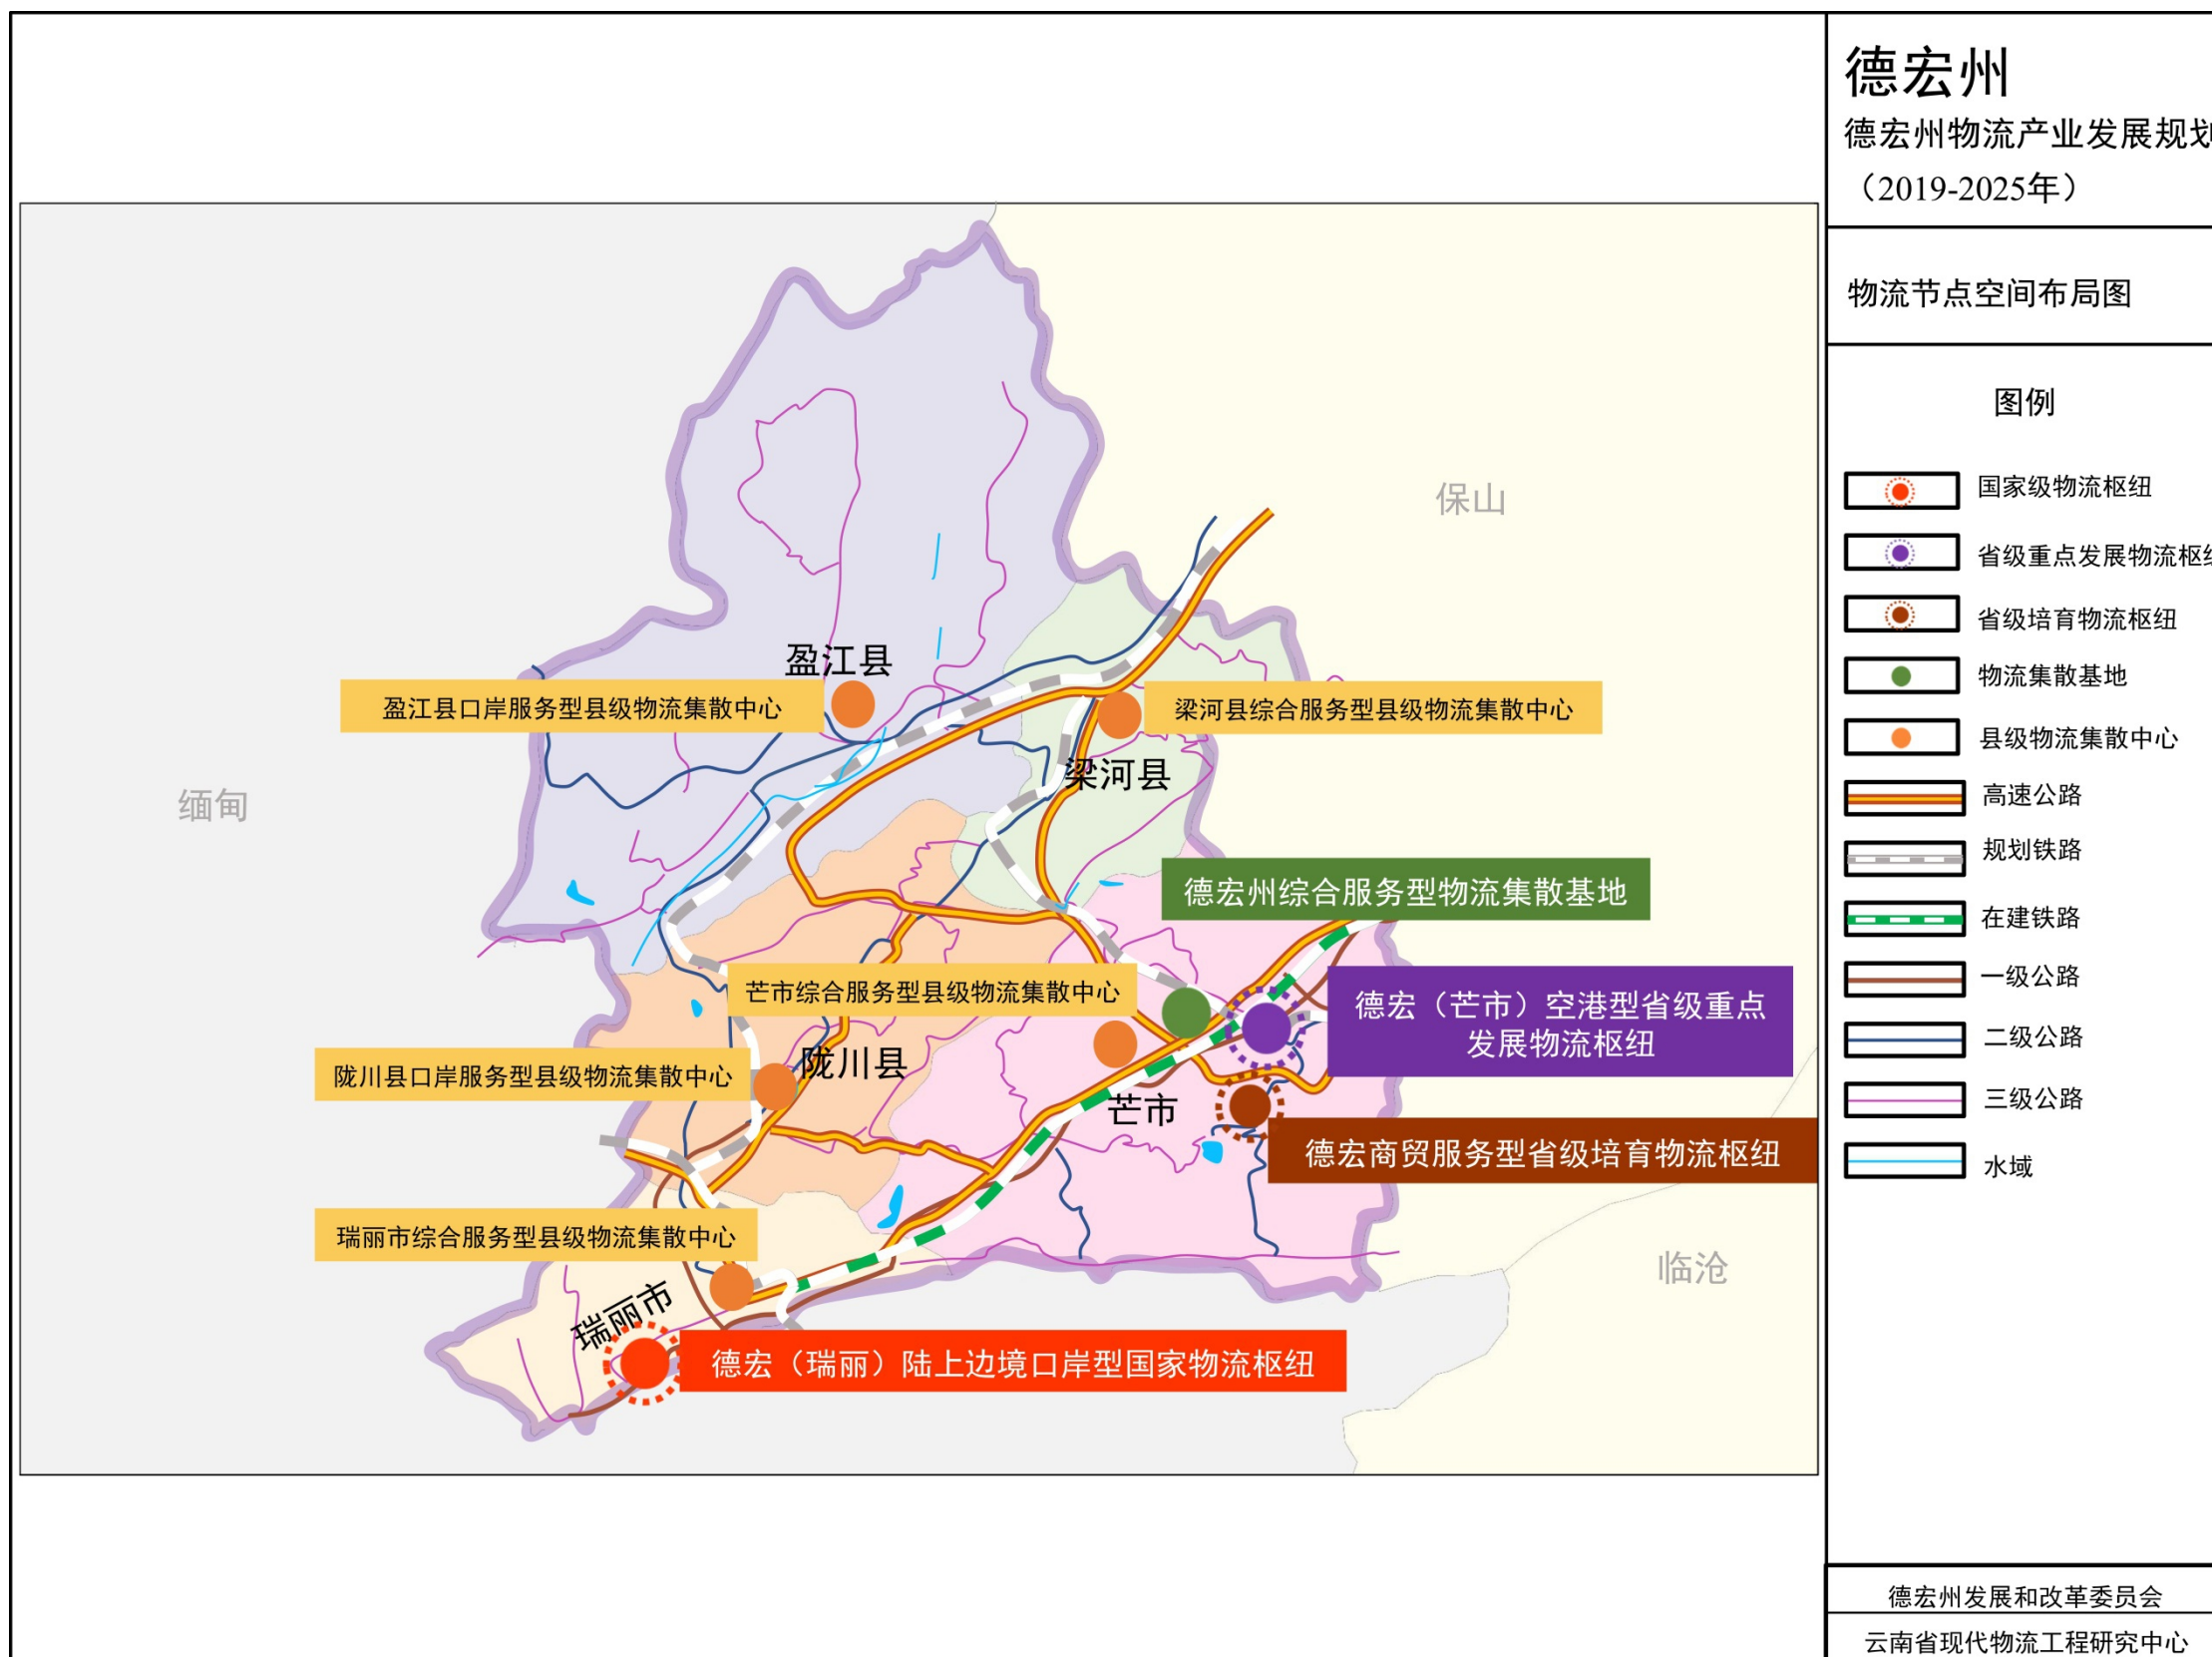 德宏州
德宏州物流产业发展规划
（2019-2025年）
物流节点空间布局图
图例
国家级物流枢纽
省级重点发展物流枢纽
省级培育物流枢纽
物流集散基地
县级物流集散中心
高速公路
规划铁路
在建铁路
一级公路
二级公路
三级公路
水域
保山
盈江县
盈江县口岸服务型县级物流集散中心
梁河县综合服务型县级物流集散中心
梁河县
缅甸
德宏州综合服务型物流集散基地
芒市综合服务型县级物流集散中心
德宏（芒市）空港型省级重点
发展物流枢纽
陇川县
陇川县口岸服务型县级物流集散中心
芒市
德宏商贸服务型省级培育物流枢纽
瑞丽市综合服务型县级物流集散中心
临沧
瑞丽市
德宏（瑞丽）陆上边境口岸型国家物流枢纽
德宏州发展和改革委员会
云南省现代物流工程研究中心